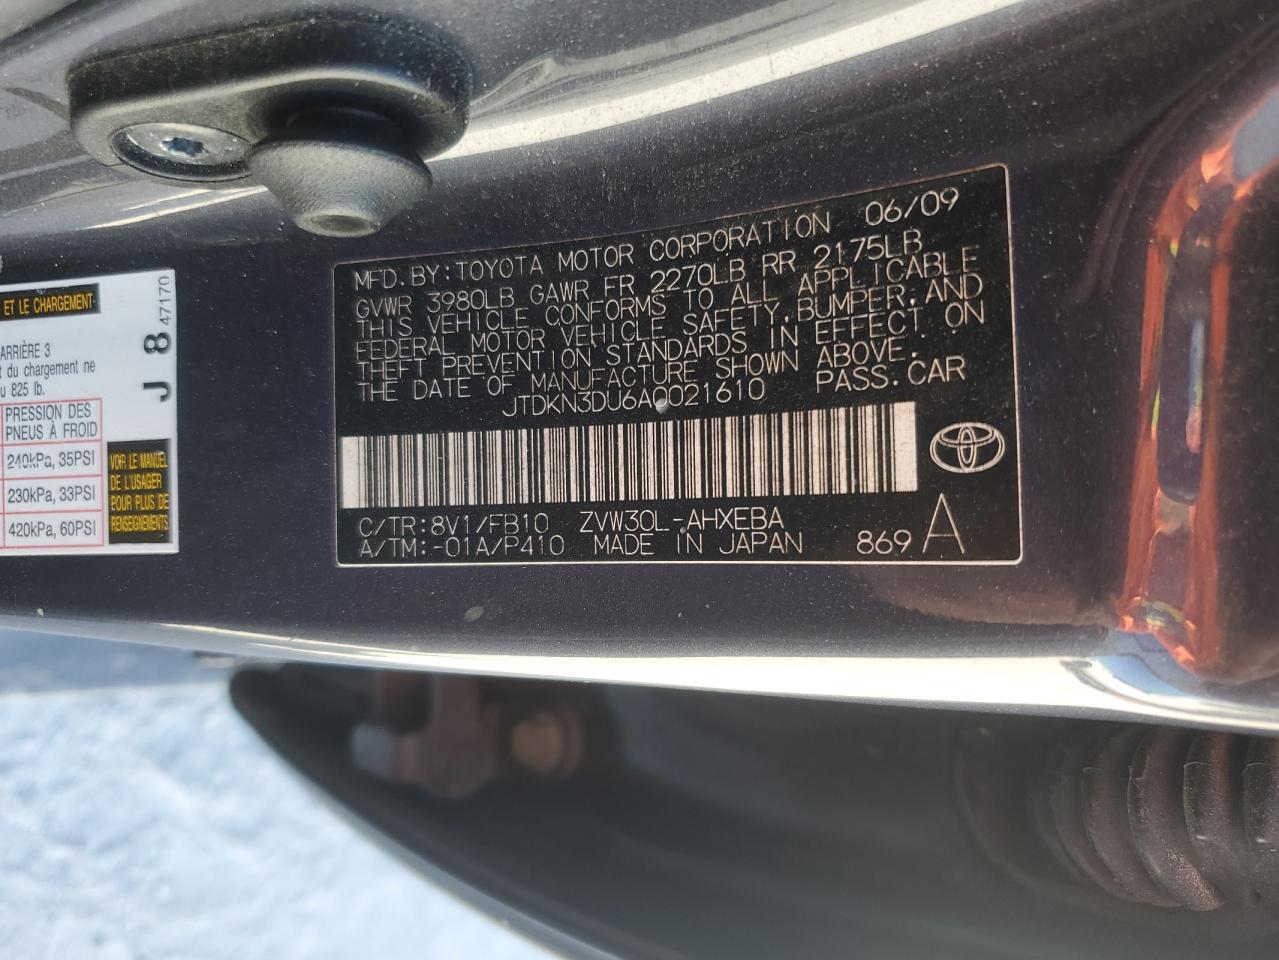 ET LE CHARGEMENT
ARRIÈRE 3
du chargement ne
825 lb.
PRESSION DES
PNEUS À FROID
240kPa, 35PSI
230kPa, 33PSI
420kPa, 60PSI
VOIR LE MANUEL
DE L'USAGER
POUR PLUS DE
RENSEIGNEMENTS
J 8 47170
MFD.BY:TOYOTA MOTOR CORPORATION 06/09
GVWR 3980LB GAWR FR 2270LB RR 2175LB
THIS VEHICLE CONFORMS TO ALL APPLICABLE
FEDERAL MOTOR VEHICLE SAFETY,BUMPER,AND
THEFT PREVENTION STANDARDS IN EFFECT ON
THE DATE OF MANUFACTURE SHOWN ABOVE.
JTDKN3DU6A0021610 PASS.CAR
C/TR:8V1/FB10 ZVW30L-AHXEBA
A/TM:-01A/P410 MADE IN JAPAN 869 A